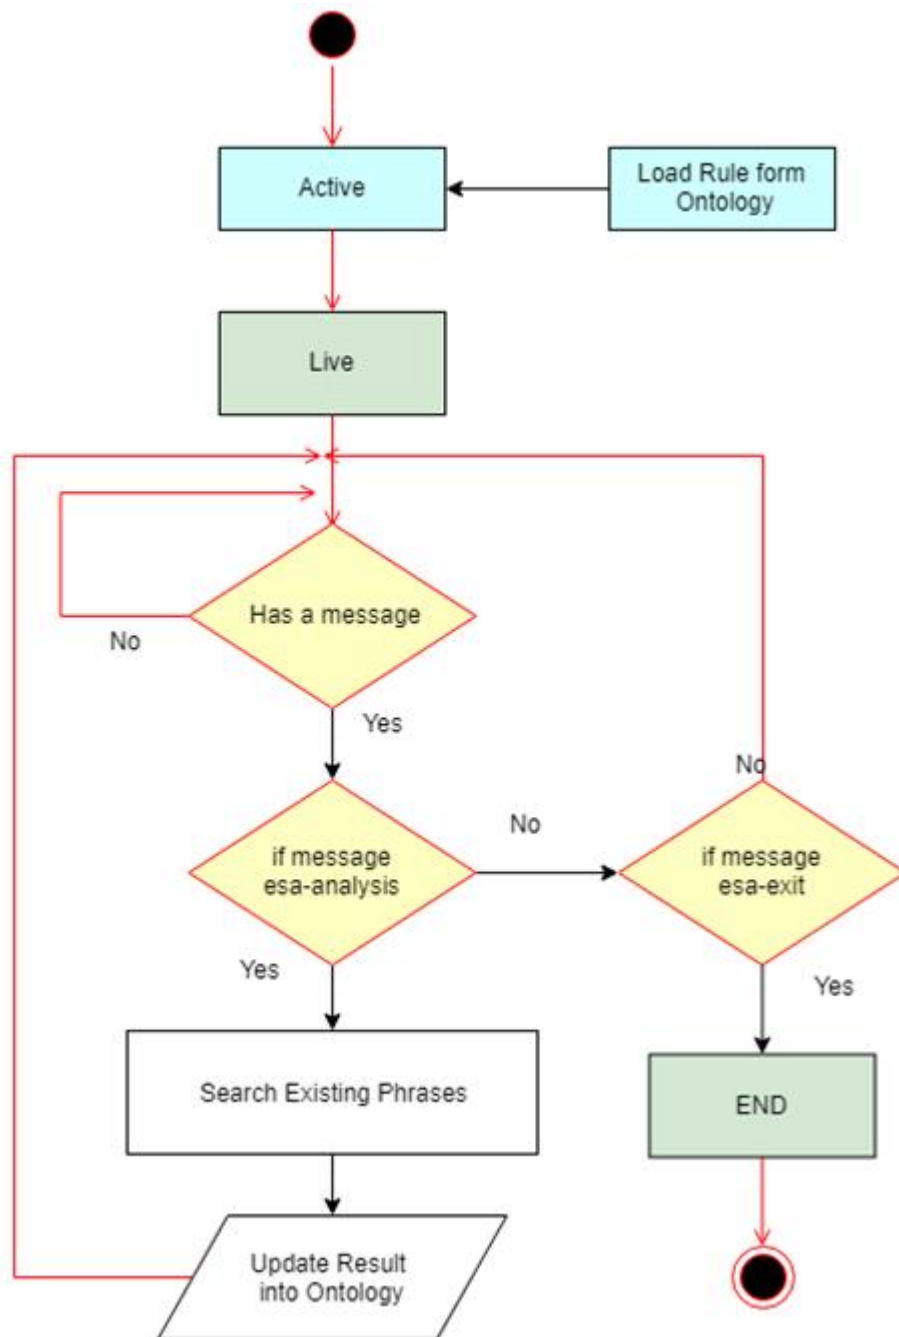 Active
Load Rule form
Ontology
Live
Has a message
No
Yes
if message
esa-analysis
No
No
if message
esa-exit
Yes
Yes
Search Existing Phrases
END
Update Result
into Ontology